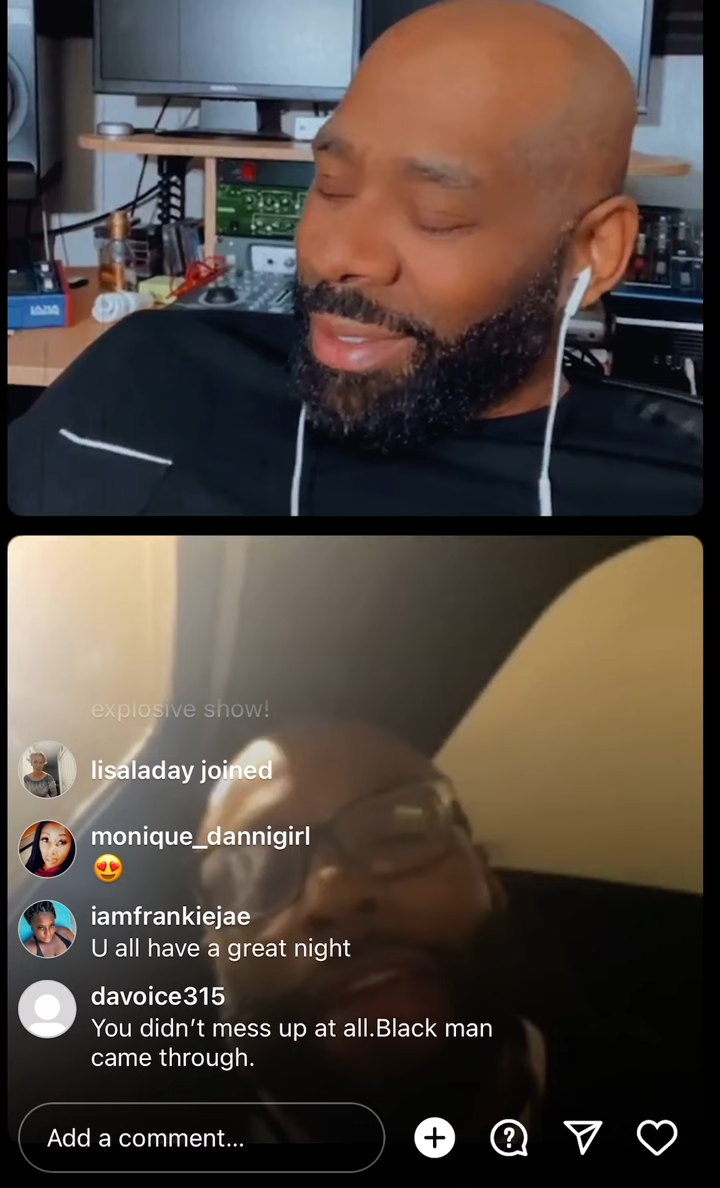 explosive show!
lisaladay joined
monique_dannigirl
😍
iamfrankiejae
U all have a great night
davoice315
You didn’t mess up at all.Black man
came through.
Add a comment...